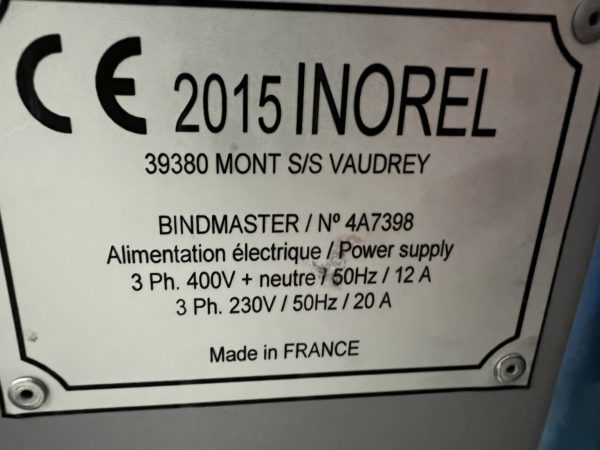 CE 2015 INOREL
39380 MONT S/S VAUDREY
BINDMASTER / Nº 4A7398
Alimentation électrique / Power supply
3 Ph. 400V + neutre / 50Hz / 12 A
3 Ph. 230V / 50Hz / 20 A
Made in FRANCE